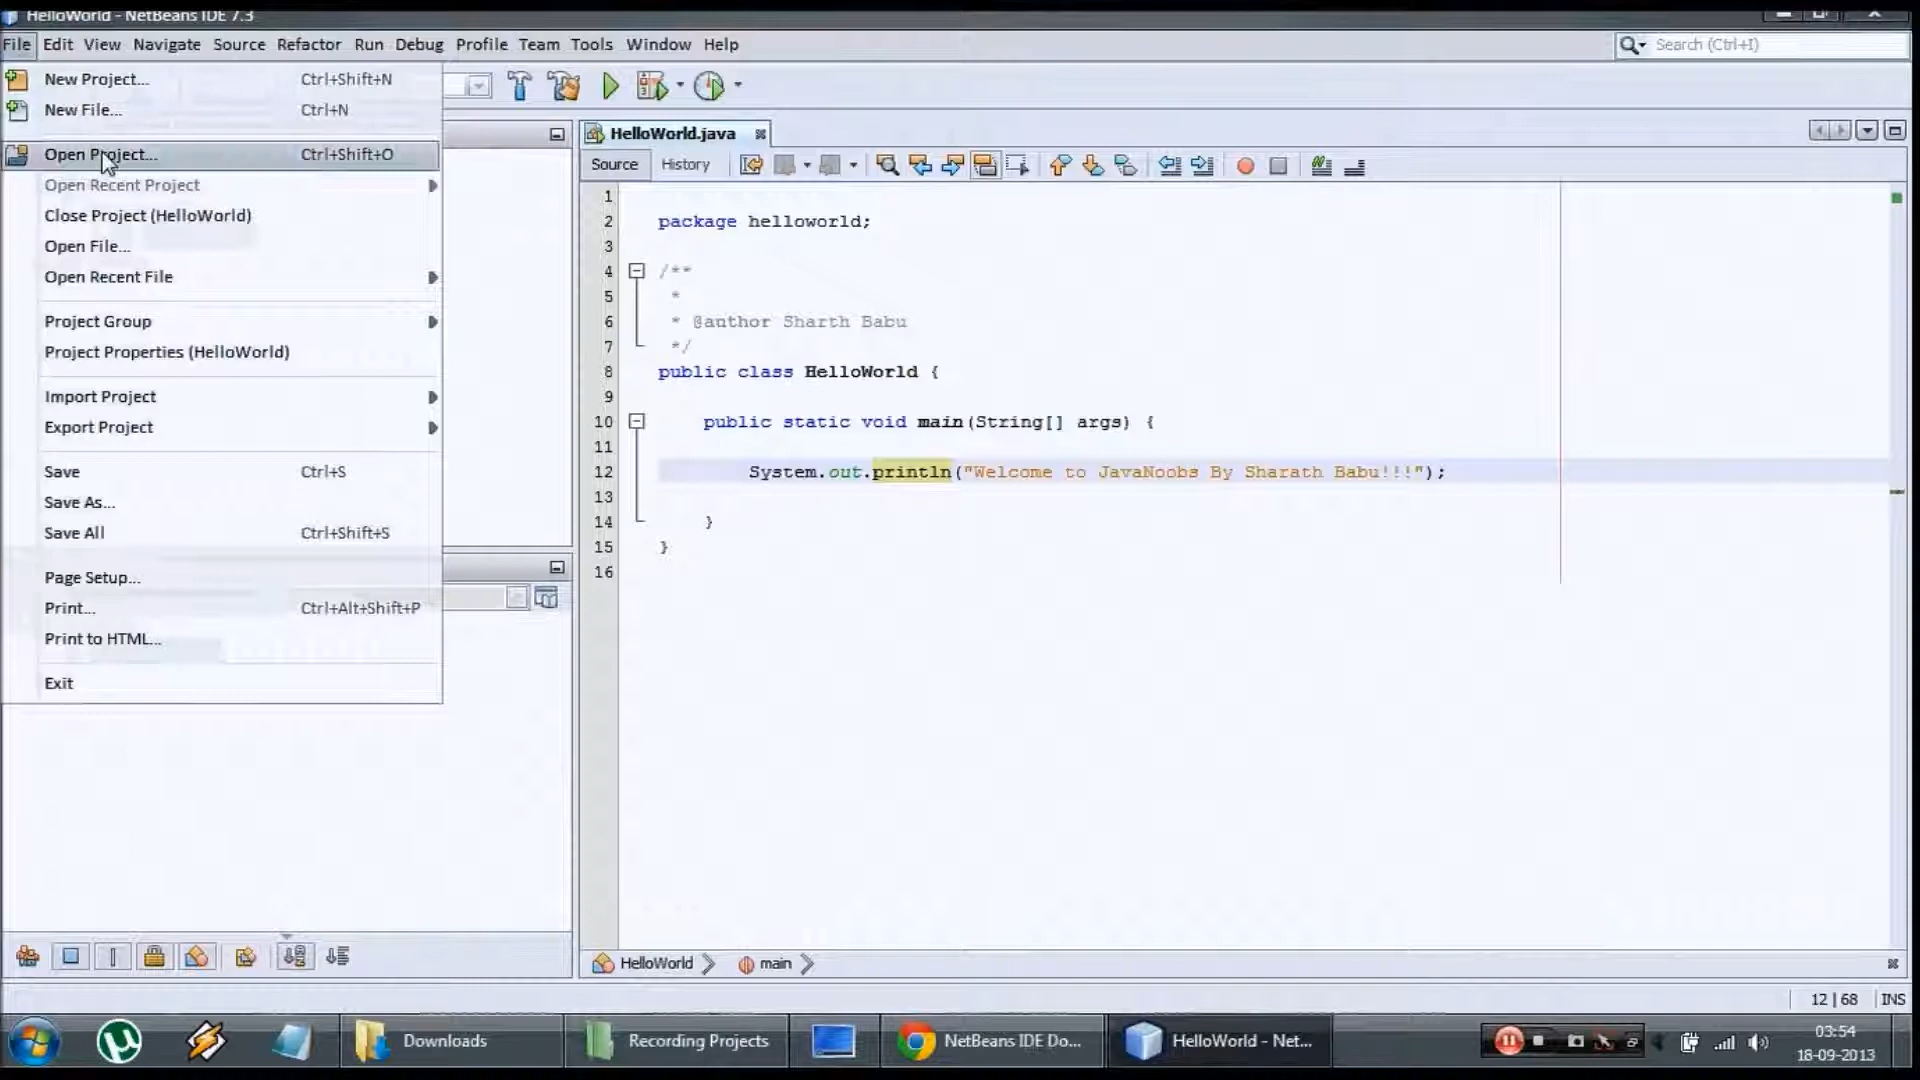 HelloWorld - NetBeans IDE 7.3
File Edit View Navigate Source Refactor Run Debug Profile Team Tools Window Help
Search (Ctrl+I)
New Project... Ctrl+Shift+N
New File... Ctrl+N
Open Project... Ctrl+Shift+O
Open Recent Project
Close Project (HelloWorld)
Open File...
Open Recent File
Project Group
Project Properties (HelloWorld)
Import Project
Export Project
Save Ctrl+S
Save As...
Save All Ctrl+Shift+S
Page Setup...
Print... Ctrl+Alt+Shift+P
Print to HTML...
Exit
HelloWorld.java
Source History
1
2 package helloworld;
3
4 /**
5 *
6 * @author Sharth Babu
7 */
8 public class HelloWorld {
9
10 public static void main(String[] args) {
11
12 System.out.println("Welcome to JavaNoobs By Sharath Babu!!!");
13
14 }
15 }
16
HelloWorld main
12 | 68 INS
Downloads
Recording Projects
NetBeans IDE Do...
HelloWorld - Net...
03:54
18-09-2013